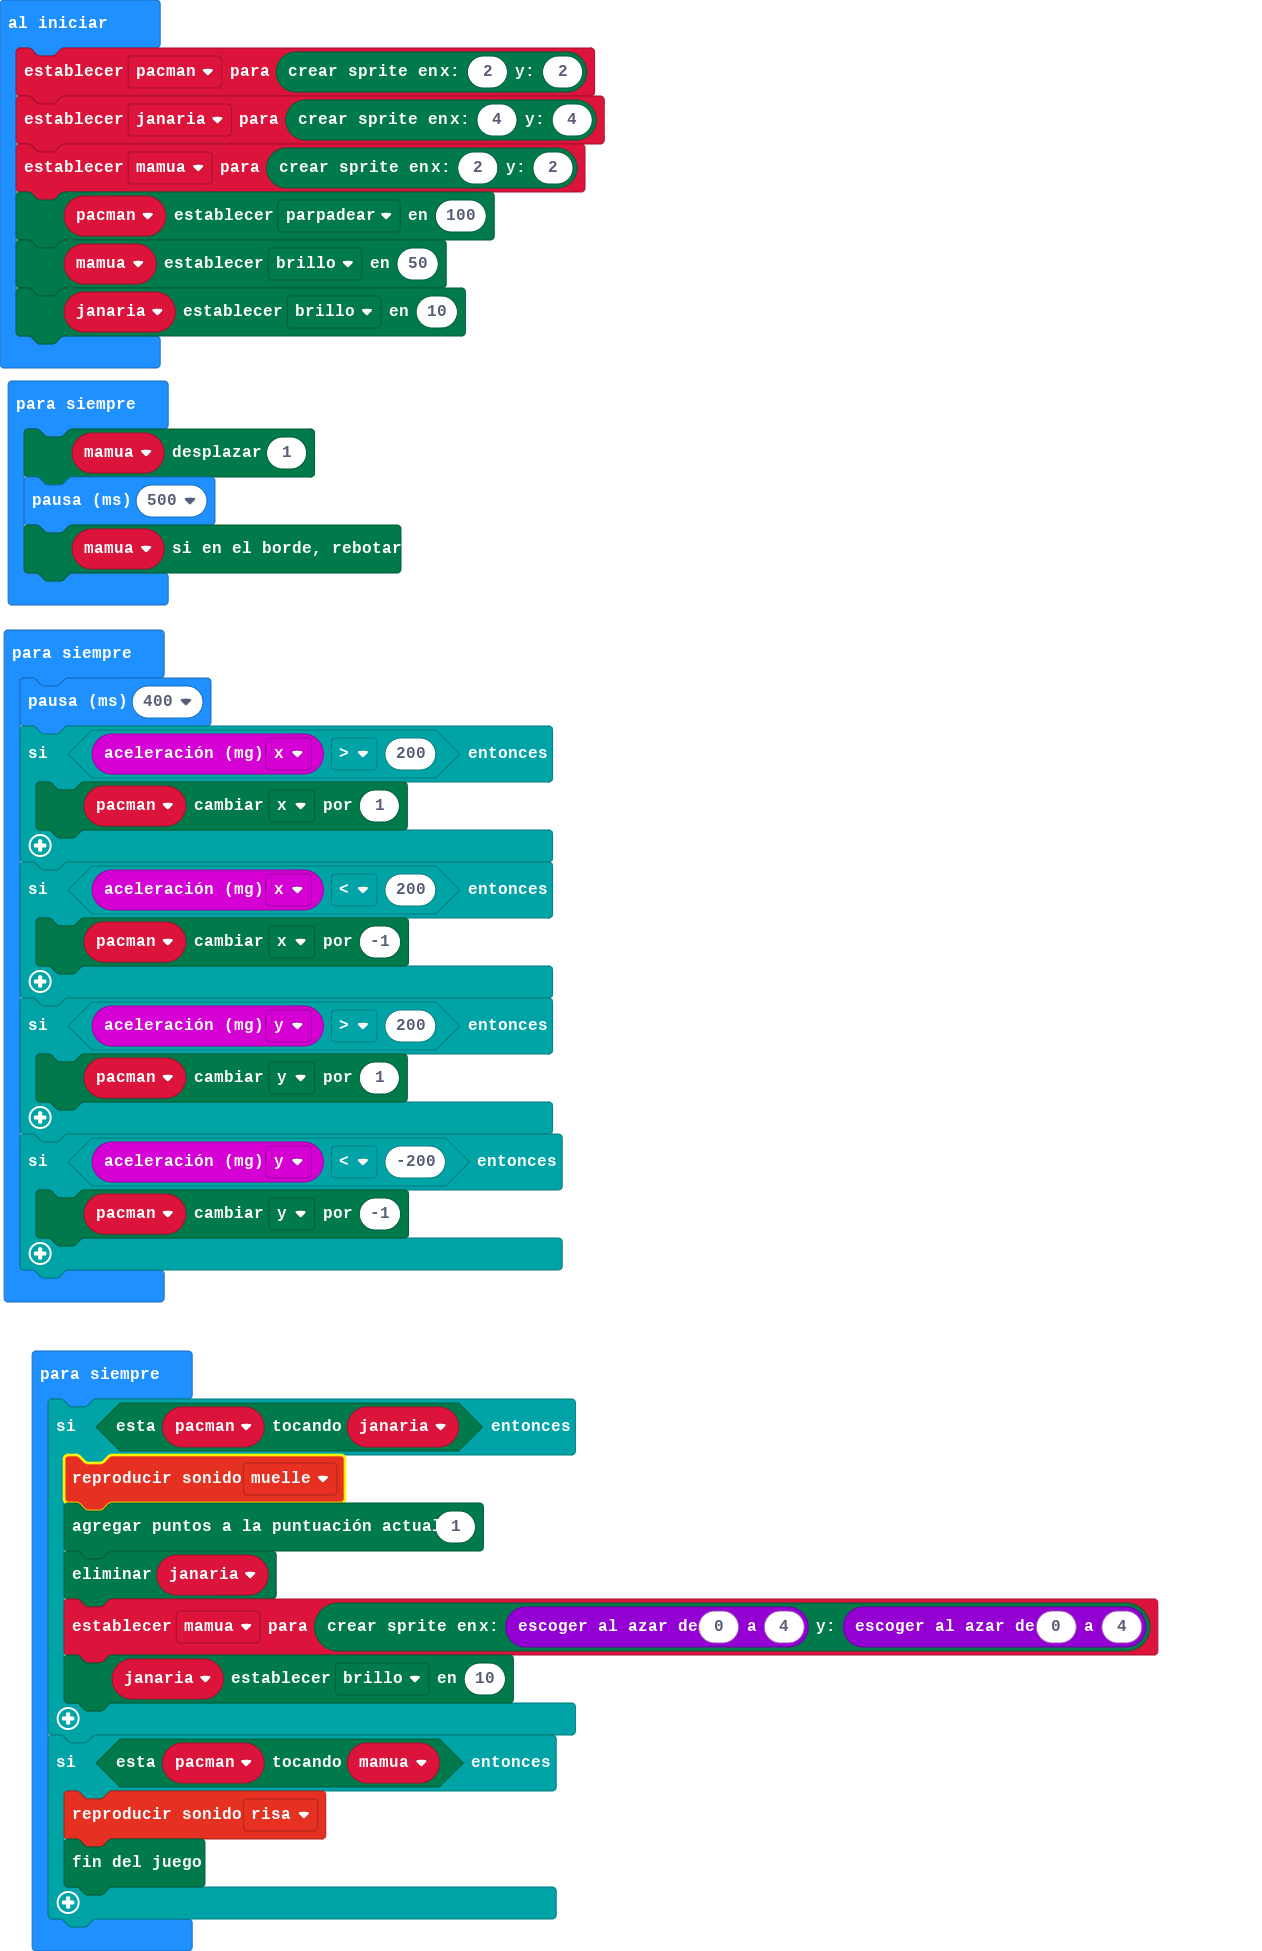 al iniciar
establecer pacman para crear sprite en x: 2 y: 2
establecer janaria para crear sprite en x: 4 y: 4
establecer mamua para crear sprite en x: 2 y: 2
pacman establecer parpadear en 100
mamua establecer brillo en 50
janaria establecer brillo en 10
para siempre
mamua desplazar 1
pausa (ms) 500
mamua si en el borde, rebotar
para siempre
pausa (ms) 400
si aceleración (mg) x > 200 entonces
pacman cambiar x por 1
si aceleración (mg) x < 200 entonces
pacman cambiar x por -1
si aceleración (mg) y > 200 entonces
pacman cambiar y por 1
si aceleración (mg) y < -200 entonces
pacman cambiar y por -1
para siempre
si esta pacman tocando janaria entonces
reproducir sonido muelle
agregar puntos a la puntuación actual 1
eliminar janaria
establecer mamua para crear sprite en x: escoger al azar de 0 a 4 y: escoger al azar de 0 a 4
janaria establecer brillo en 10
si esta pacman tocando mamua entonces
reproducir sonido risa
fin del juego